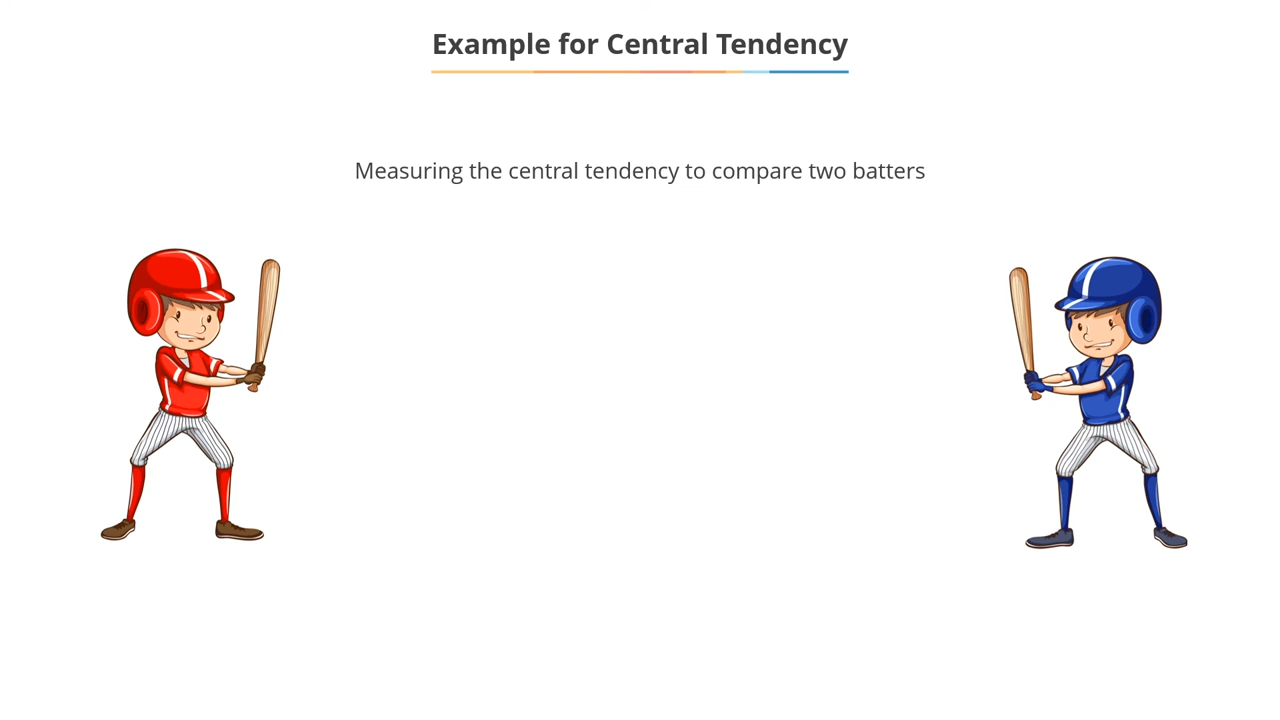 Example for Central Tendency
Measuring the central tendency to compare two batters